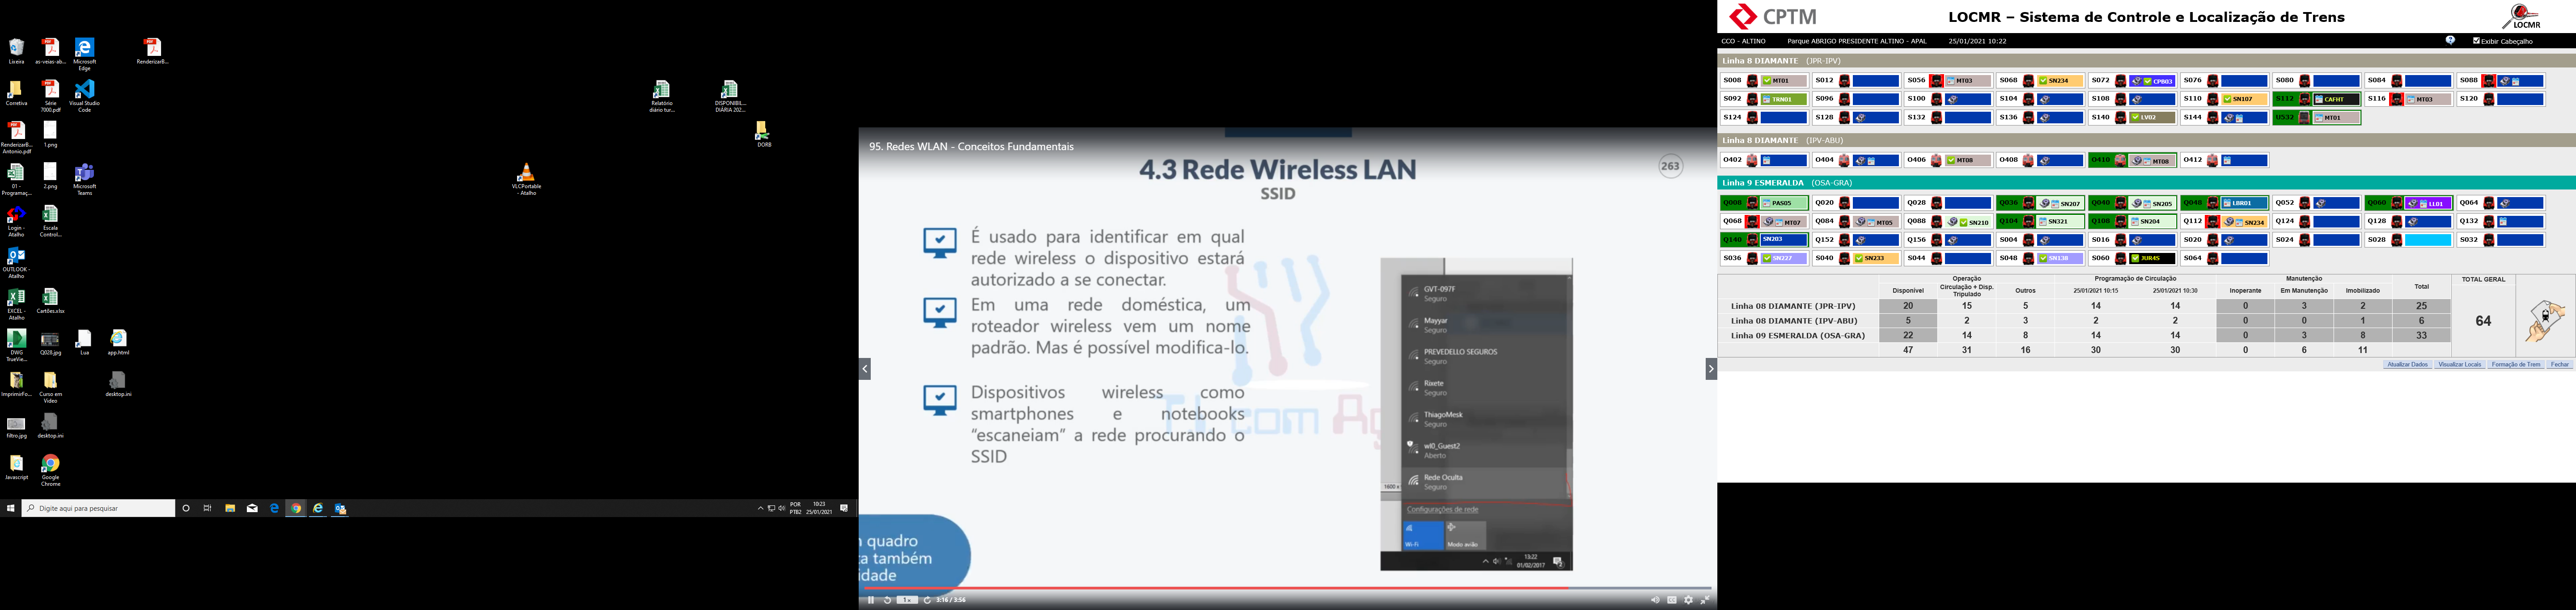 Lixeira
as-veias-ab...
Microsoft Edge
RenderizarB...
Corretiva
Série 7000.pdf
Visual Studio Code
Relatório diário tur...
DISPONIBIL... DIÁRIA 202...
RenderizarB... Antonio.pdf
1.png
DORB
01 - Programaç...
2.png
Microsoft Teams
VLCPortable - Atalho
Login - Atalho
Escala Control...
OUTLOOK - Atalho
EXCEL - Atalho
Cartões.xlsx
DWG TrueVie...
Q028.jpg
Lua
app.html
ImprimirFo...
Curso em Video
desktop.ini
filtro.jpg
desktop.ini
Javascript
Google Chrome
Digite aqui para pesquisar
POR
PTB2
10:23
25/01/2021
95. Redes WLAN - Conceitos Fundamentais
4.3 Rede Wireless LAN
263
SSID
É usado para identificar em qual
rede wireless o dispositivo estará
autorizado a se conectar.
Em uma rede doméstica, um
roteador wireless vem um nome
padrão. Mas é possível modifica-lo.
Dispositivos wireless como
smartphones e notebooks
“escaneiam” a rede procurando o
SSID
TI com
GVT-097F
Seguro
Mayyar
Seguro
PREVEDELLO SEGUROS
Seguro
Rixete
Seguro
ThiagoMesk
Seguro
wl0_Guest2
Aberto
Rede Oculta
Seguro
Configurações de rede
Wi-Fi
Modo avião
13:22
01/02/2017
1600 x
quadro
ta também
idade
3:16 / 3:56
CPTM
LOCMR – Sistema de Controle e Localização de Trens
LOCMR
CCO - ALTINO Parque ABRIGO PRESIDENTE ALTINO - APAL 25/01/2021 10:22
Exibir Cabeçalho
Linha 8 DIAMANTE (JPR-IPV)
S008 MT01 S012 S056 MT03 S068 SN234 S072 CPB03 S076 S080 S084 S088
S092 TRN01 S096 S100 S104 S108 S110 SN107 S112 CAFHT S116 MT03 S120
S124 S128 S132 S136 S140 LV02 S144 U532 MT01
Linha 8 DIAMANTE (IPV-ABU)
O402 O404 O406 MT08 O408 O410 MT08 O412
Linha 9 ESMERALDA (OSA-GRA)
Q008 PAS05 Q020 Q028 Q036 SN207 Q040 SN205 Q048 LBR01 Q052 Q060 LL01 Q064
Q068 MT07 Q084 MT05 Q088 SN210 Q104 SN321 Q108 SN204 Q112 SN234 Q124 Q128 Q132
Q140 SN203 Q152 Q156 S004 S016 S020 S024 S028 S032
S036 SN227 S040 SN233 S044 S048 SN138 S060 JUR4S S064
Operação Programação de Circulação Manutenção TOTAL GERAL
Disponível Circulação + Disp. Tripulado Outros 25/01/2021 10:15 25/01/2021 10:30 Inoperante Em Manutenção Imobilizado Total
Linha 08 DIAMANTE (JPR-IPV) 20 15 5 14 14 0 3 2 25
Linha 08 DIAMANTE (IPV-ABU) 5 2 3 2 2 0 0 1 6
64
Linha 09 ESMERALDA (OSA-GRA) 22 14 8 14 14 0 3 8 33
47 31 16 30 30 0 6 11
Atualizar Dados Visualizar Locais Formação de Trem Fechar